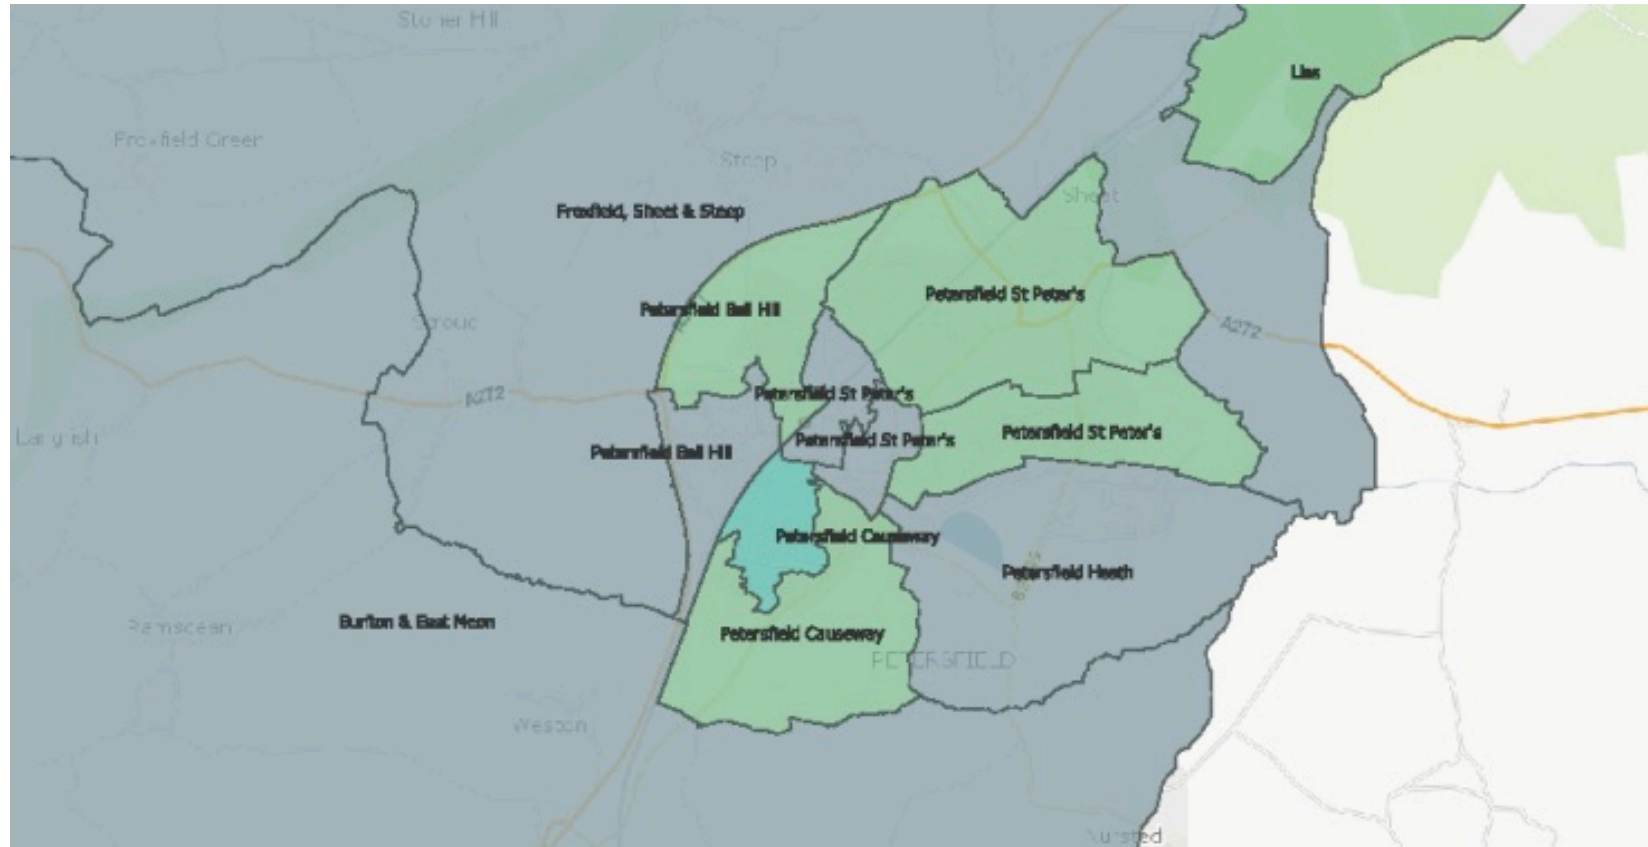 Stoner Hill
Liss
Froxfield Green
Steep
Sheet
Froxfield, Sheet & Steep
Petersfield St Peter's
Petersfield Bell Hill
Stroud
A272
A272
Petersfield St Peter's
Langrish
Petersfield St Peter's
Petersfield St Peter's
Petersfield Bell Hill
Petersfield Causeway
Petersfield Heath
Buriton & East Meon
Ramsdean
Petersfield Causeway
PETERSFIELD
Weston
Nursted